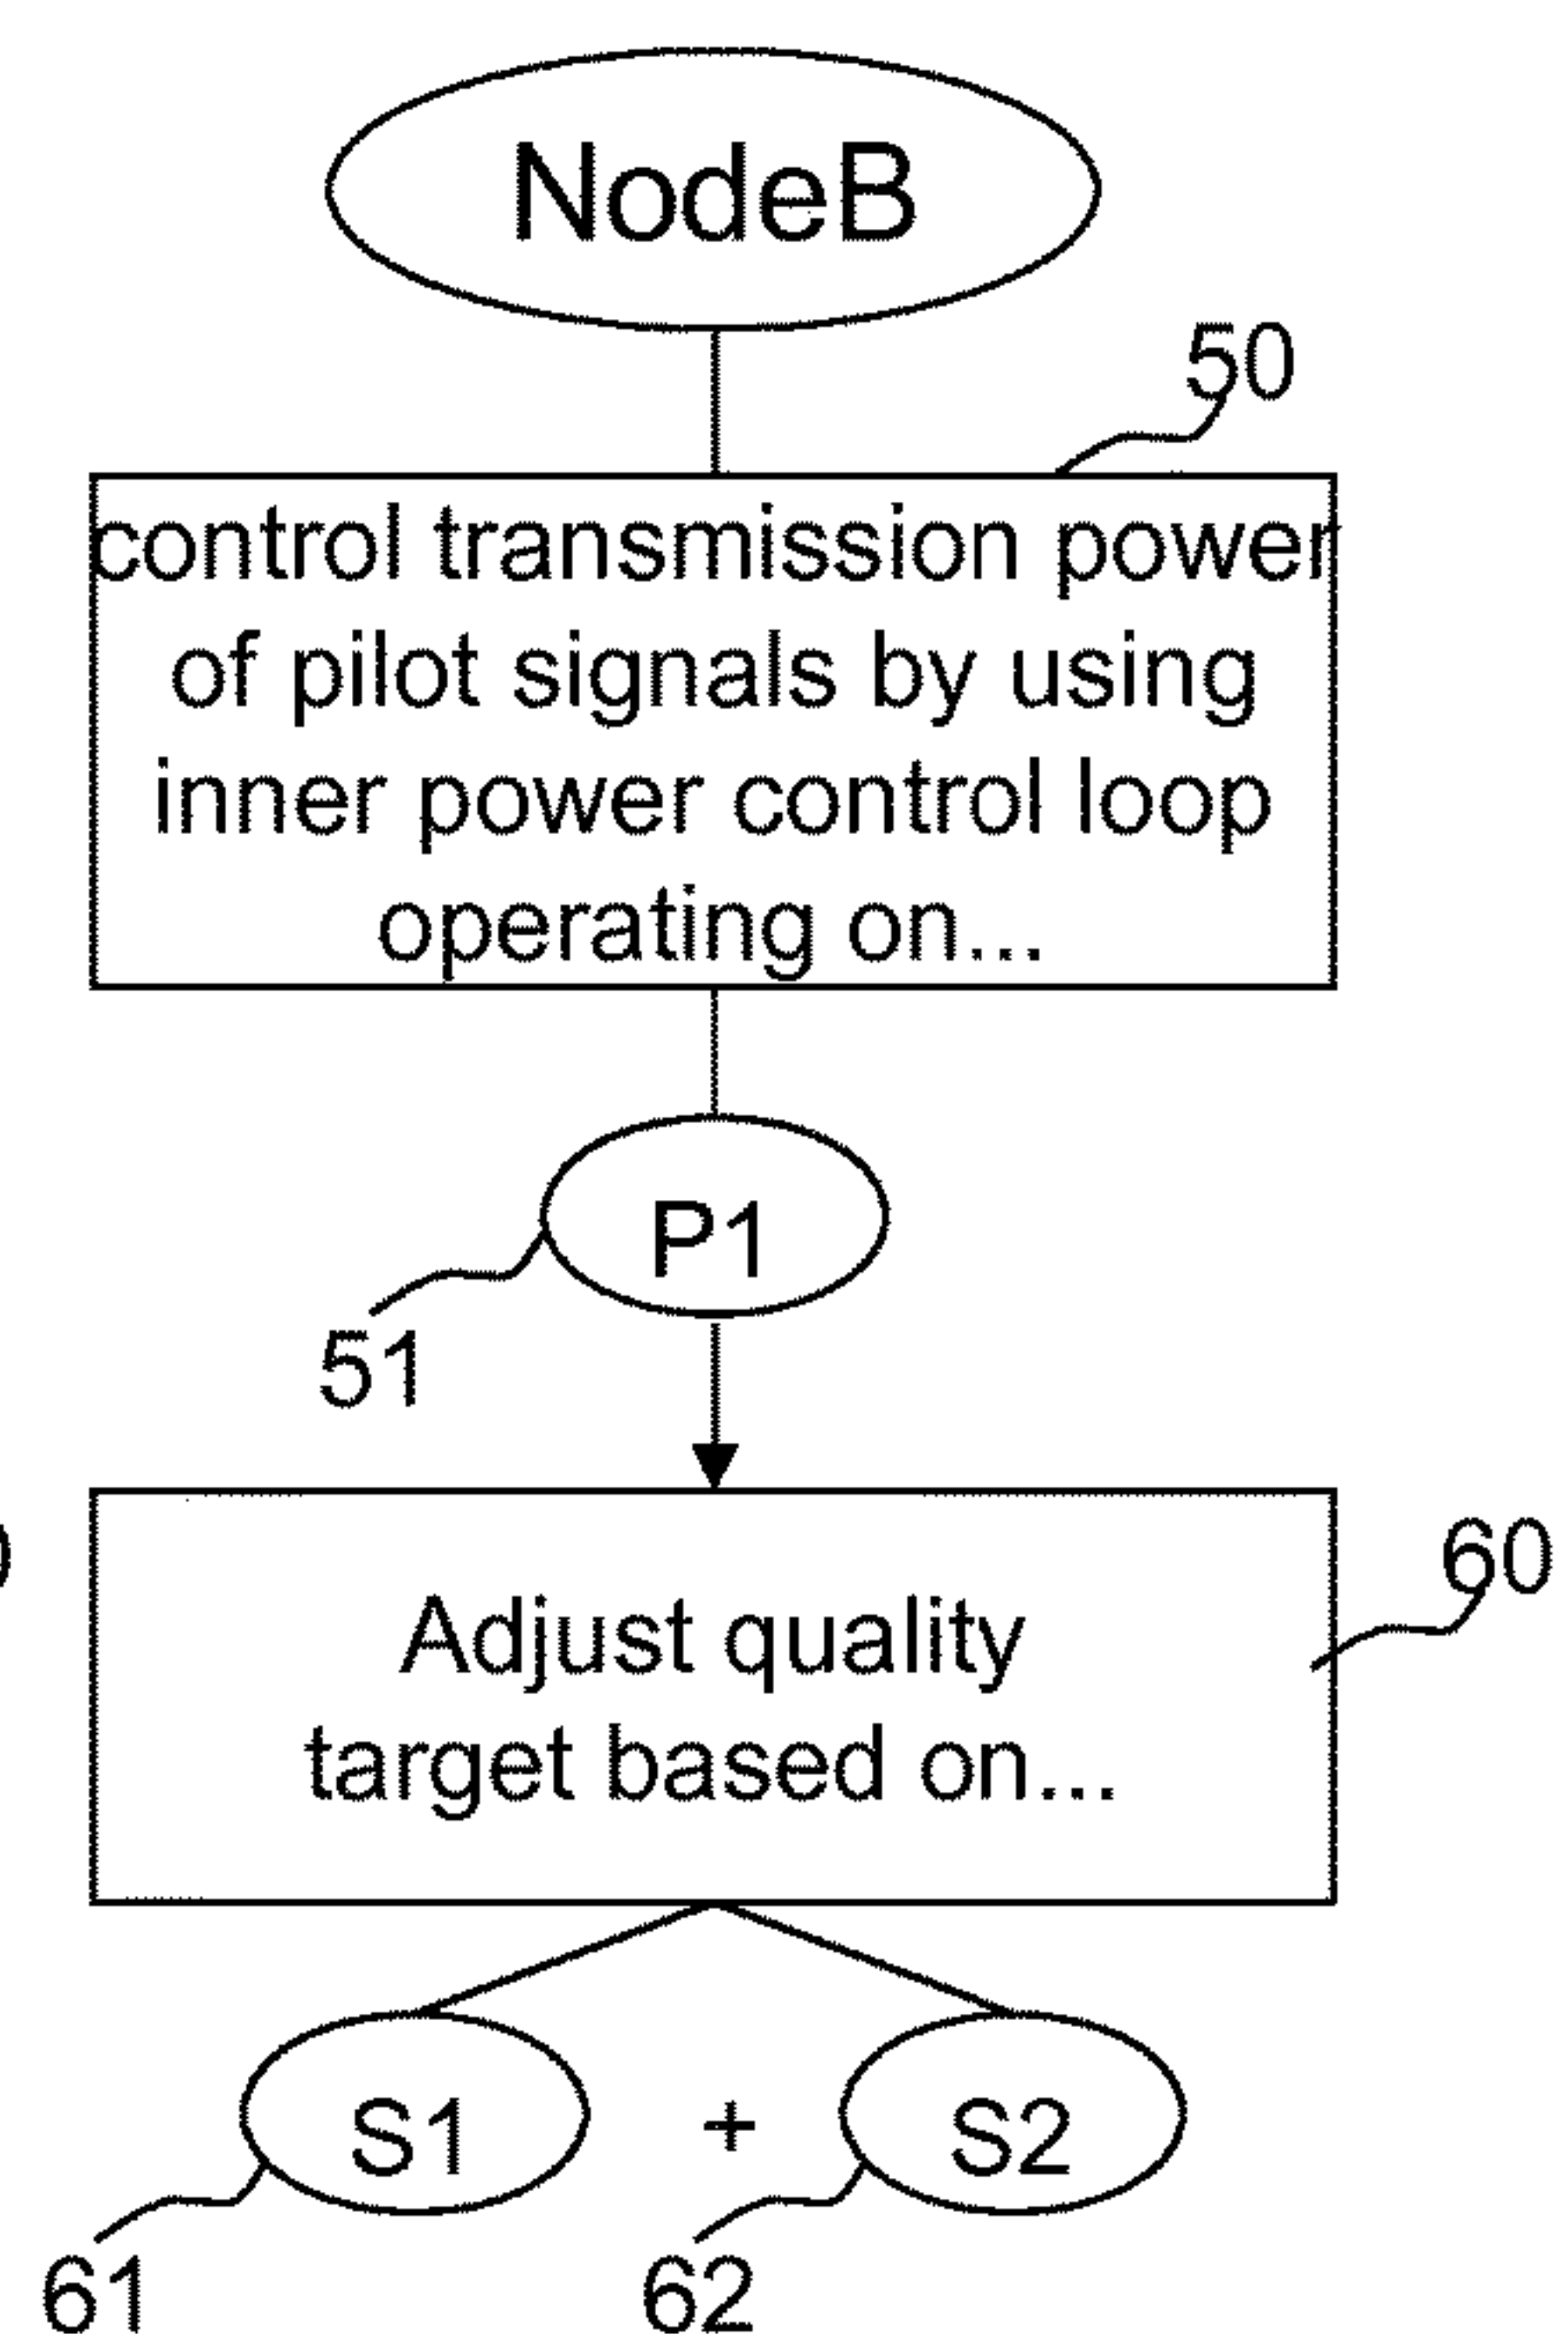 NodeB
50
control transmission power
of pilot signals by using
inner power control loop
operating on...
P1
51
60
Adjust quality
target based on...
S1 + S2
61 62